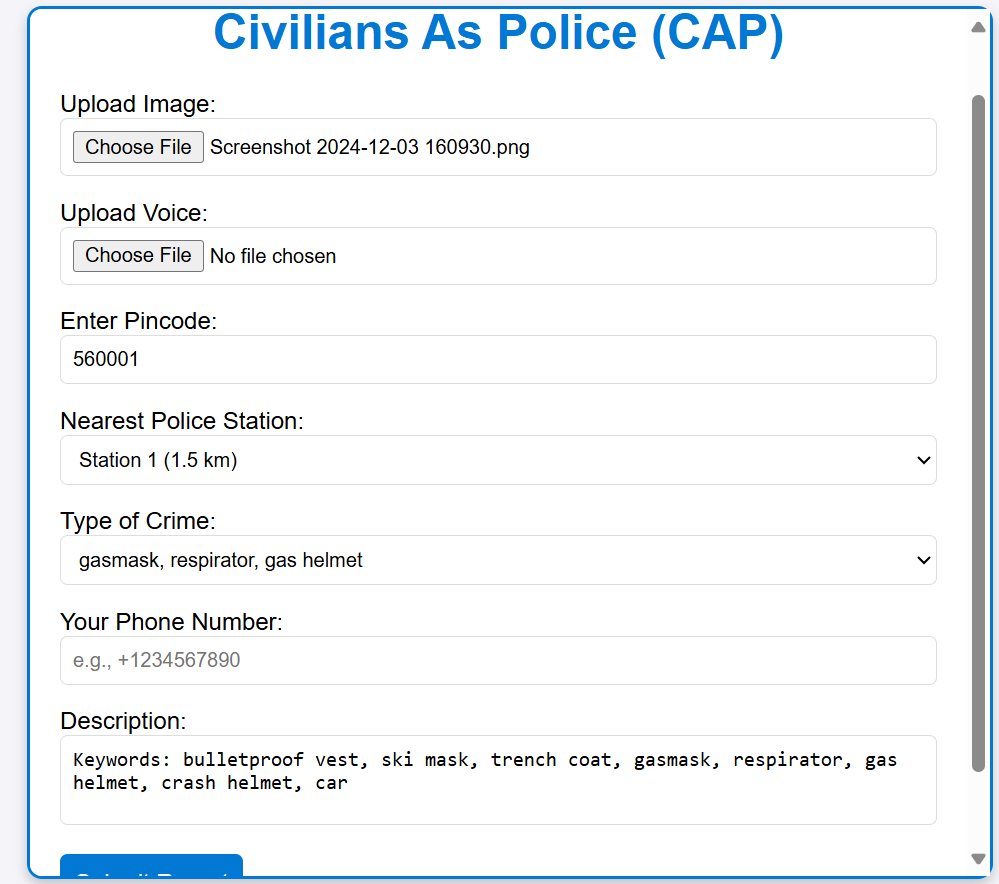 Civilians As Police (CAP)
Upload Image:
Choose File Screenshot 2024-12-03 160930.png
Upload Voice:
Choose File No file chosen
Enter Pincode:
560001
Nearest Police Station:
Station 1 (1.5 km)
Type of Crime:
gasmask, respirator, gas helmet
Your Phone Number:
e.g., +1234567890
Description:
Keywords: bulletproof vest, ski mask, trench coat, gasmask, respirator, gas
helmet, crash helmet, car